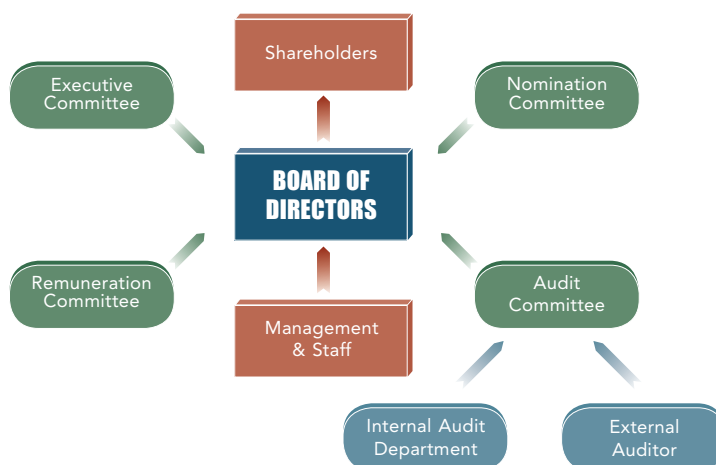 Shareholders
Executive
Committee
Nomination
Committee
BOARD OF
DIRECTORS
Remuneration
Committee
Audit
Committee
Management
& Staff
Internal Audit
Department
External
Auditor